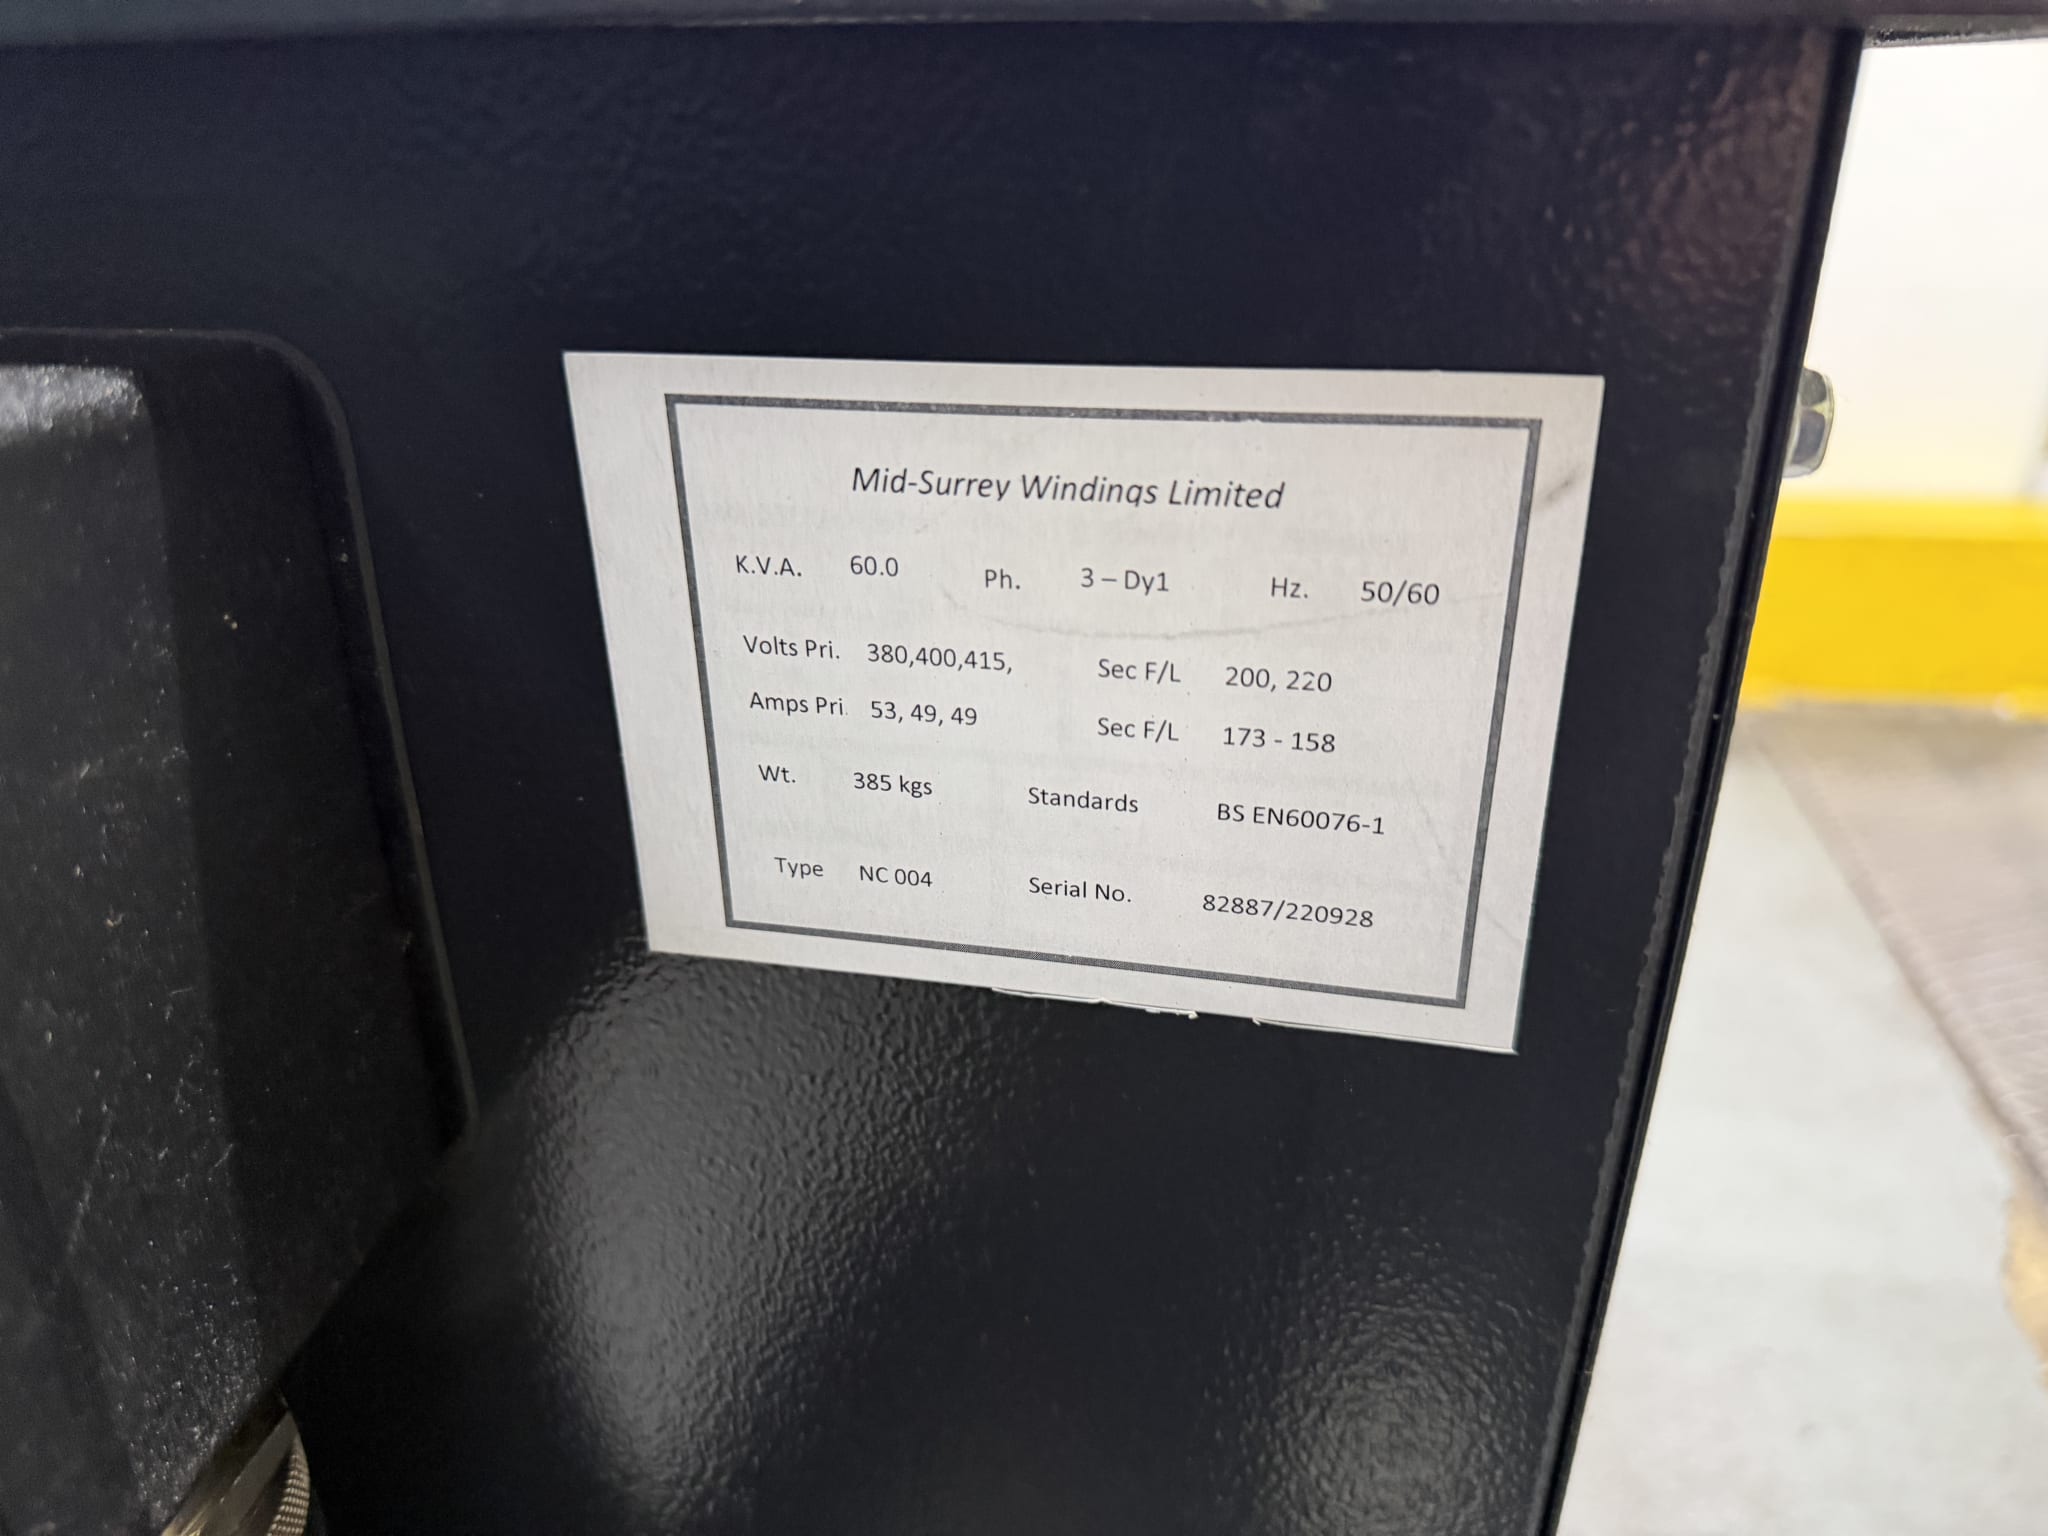 Mid-Surrey Windings Limited
K.V.A. 60.0 Ph. 3 – Dy1 Hz. 50/60
Volts Pri. 380,400,415, Sec F/L 200, 220
Amps Pri. 53, 49, 49 Sec F/L 173 - 158
Wt. 385 kgs Standards BS EN60076-1
Type NC 004 Serial No. 82887/220928